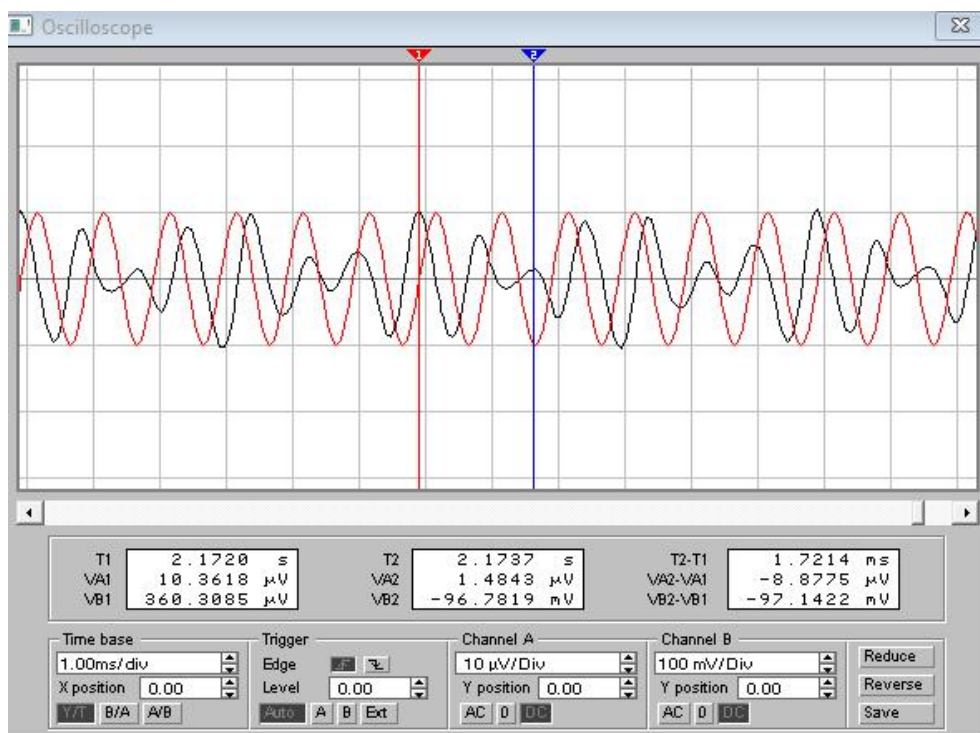 Oscilloscope
1 2
T1 2.1720 s T2 2.1737 s T2-T1 1.7214 ms
VA1 10.3618 µV VA2 1.4843 µV VA2-VA1 -8.8775 µV
VB1 360.3085 µV VB2 -96.7819 mV VB2-VB1 -97.1422 mV
Time base Trigger Channel A Channel B
1.00ms/div Edge 10 µV/Div 100 mV/Div Reduce
X position 0.00 Level 0.00 Y position 0.00 Y position 0.00 Reverse
Y/T B/A A/B Auto A B Ext AC 0 DC AC 0 DC Save